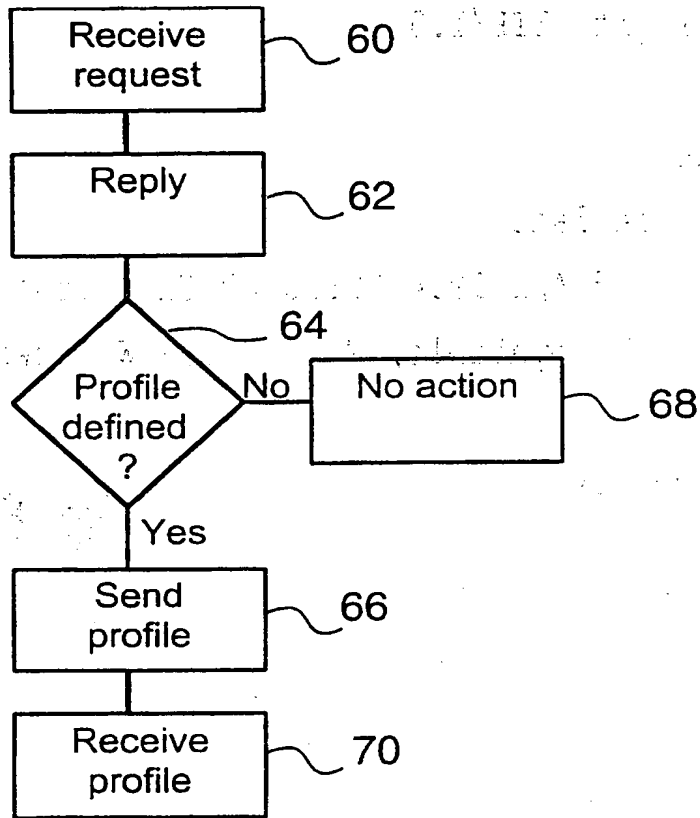 Receive
request
60
Reply
62
64
Profile
defined
?
No
No action
68
Yes
Send
profile
66
Receive
profile
70